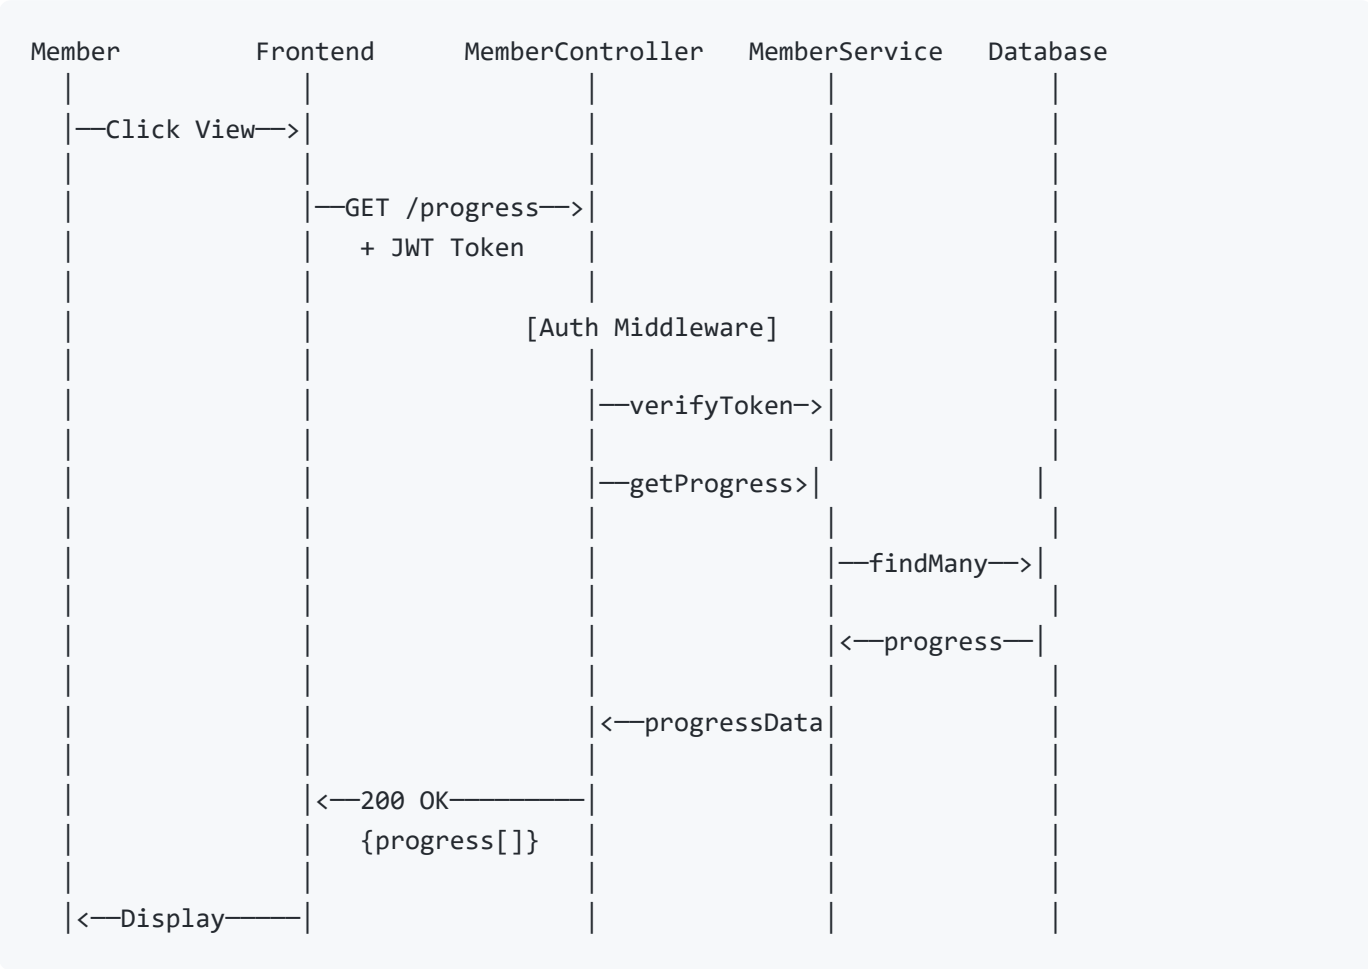 Member Frontend MemberController MemberService Database
Click View
GET /progress
+ JWT Token
[Auth Middleware]
verifyToken
getProgress
findMany
progress
progressData
200 OK
{progress[]}
Display